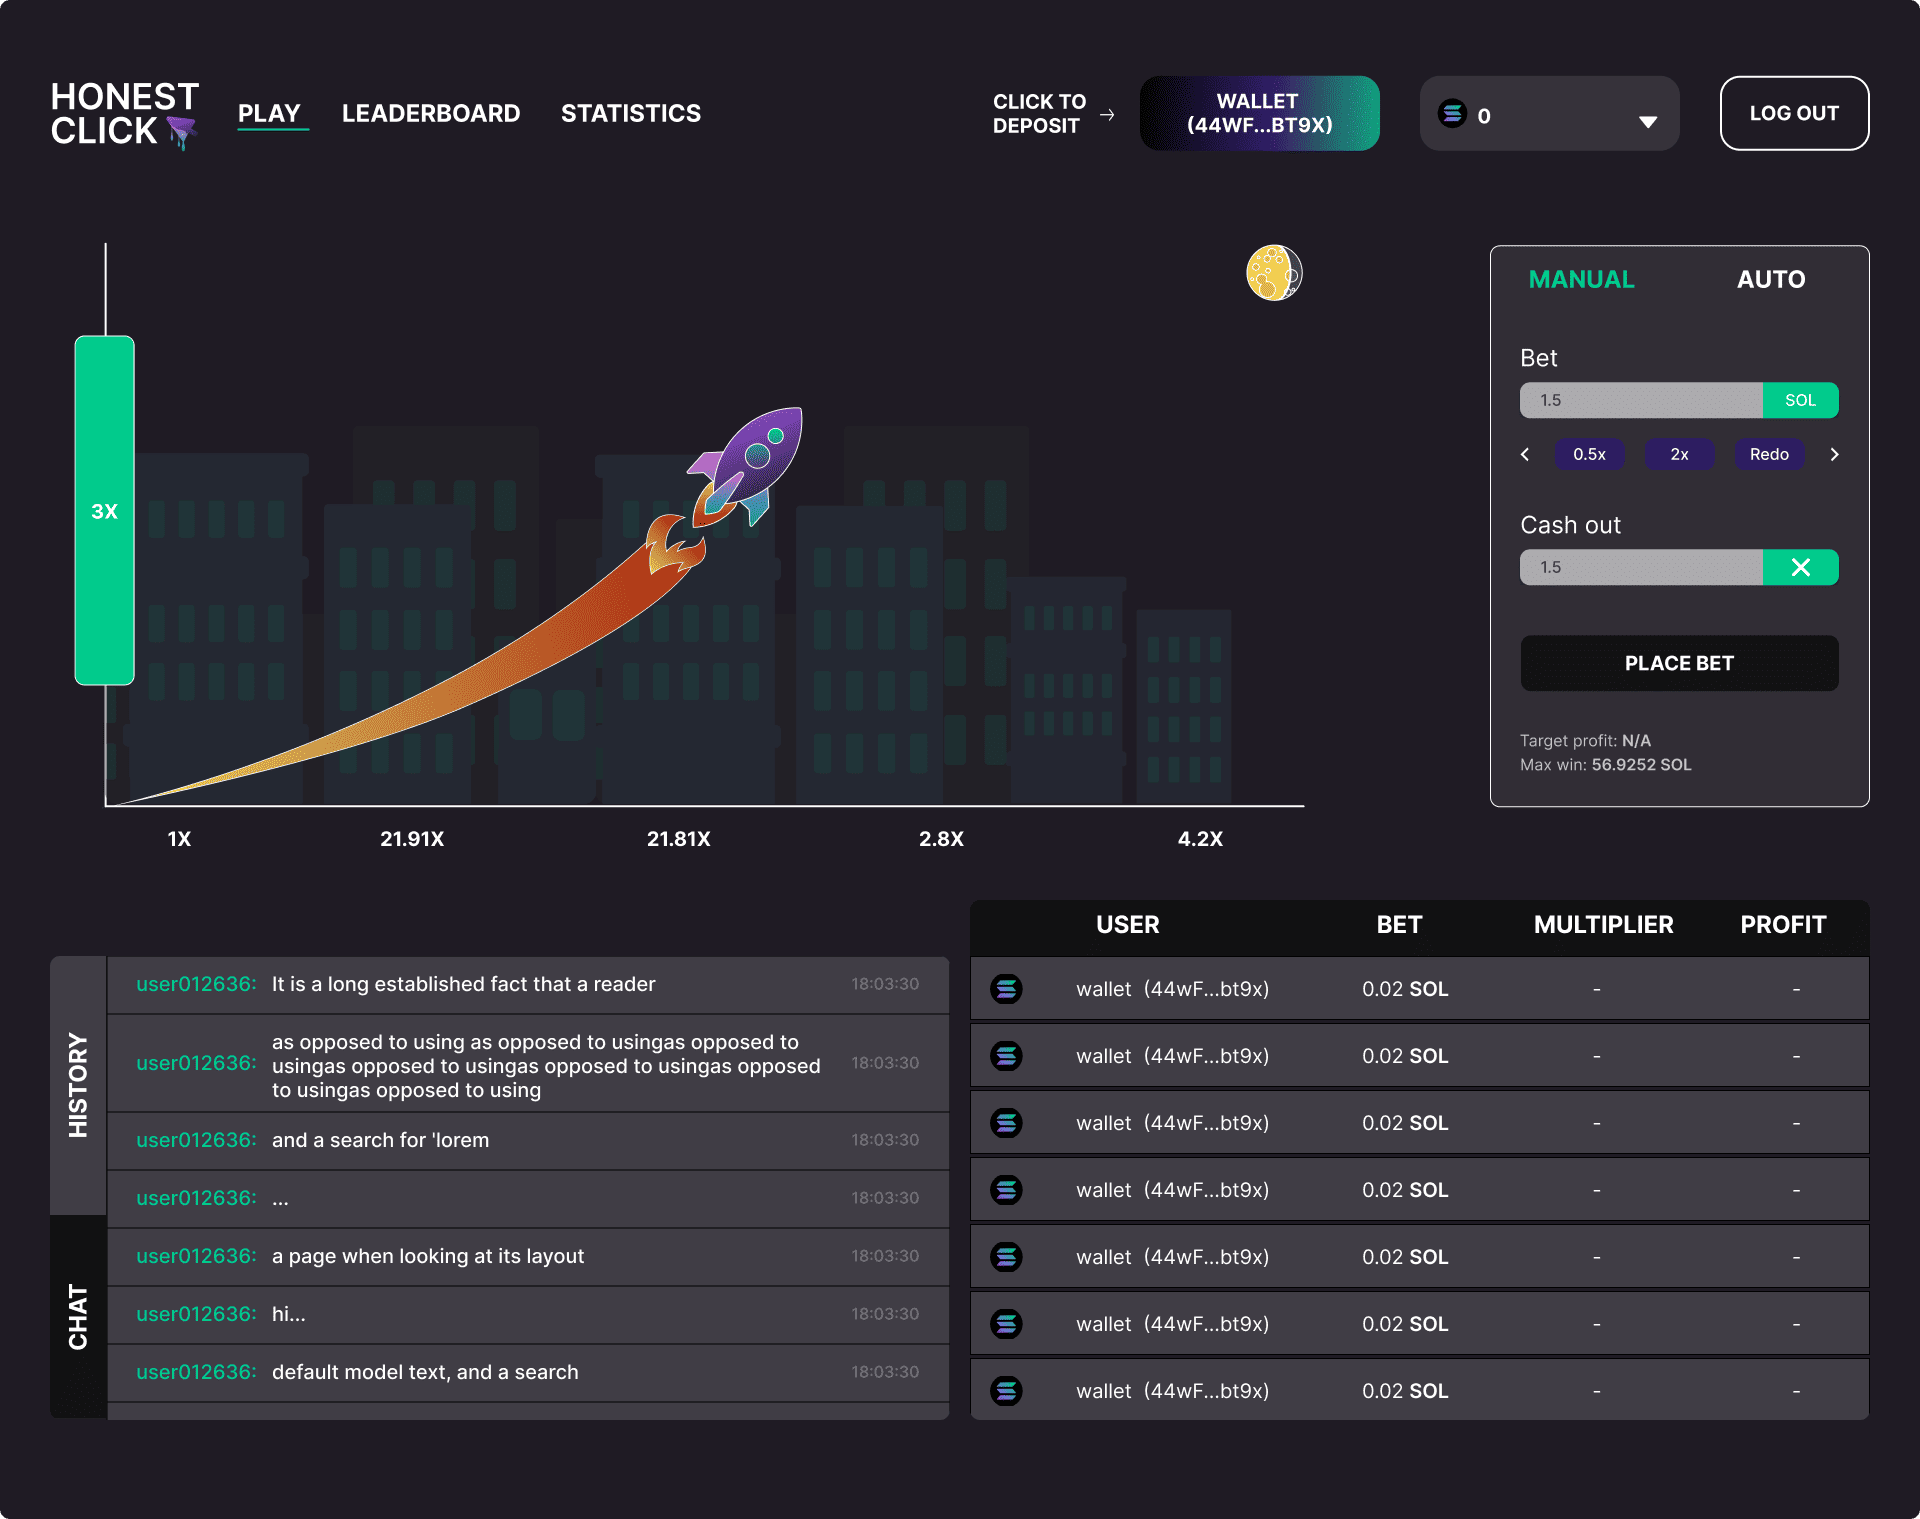 HONEST
CLICK
PLAY
LEADERBOARD
STATISTICS
CLICK TO
DEPOSIT →
WALLET
(44WF...BT9X)
0
LOG OUT
3X
1X
21.91X
21.81X
2.8X
4.2X
MANUAL
AUTO
Bet
1.5
SOL
0.5x
2x
Redo
Cash out
1.5
PLACE BET
Target profit: N/A
Max win: 56.9252 SOL
HISTORY
CHAT
user012636: It is a long established fact that a reader 18:03:30
user012636:
as opposed to using as opposed to usingas opposed to
usingas opposed to usingas opposed to usingas opposed
to usingas opposed to using
18:03:30
user012636: and a search for 'lorem 18:03:30
user012636: ... 18:03:30
user012636: a page when looking at its layout 18:03:30
user012636: hi... 18:03:30
user012636: default model text, and a search 18:03:30
USER BET MULTIPLIER PROFIT
wallet (44wF...bt9x) 0.02 SOL - -
wallet (44wF...bt9x) 0.02 SOL - -
wallet (44wF...bt9x) 0.02 SOL - -
wallet (44wF...bt9x) 0.02 SOL - -
wallet (44wF...bt9x) 0.02 SOL - -
wallet (44wF...bt9x) 0.02 SOL - -
wallet (44wF...bt9x) 0.02 SOL - -